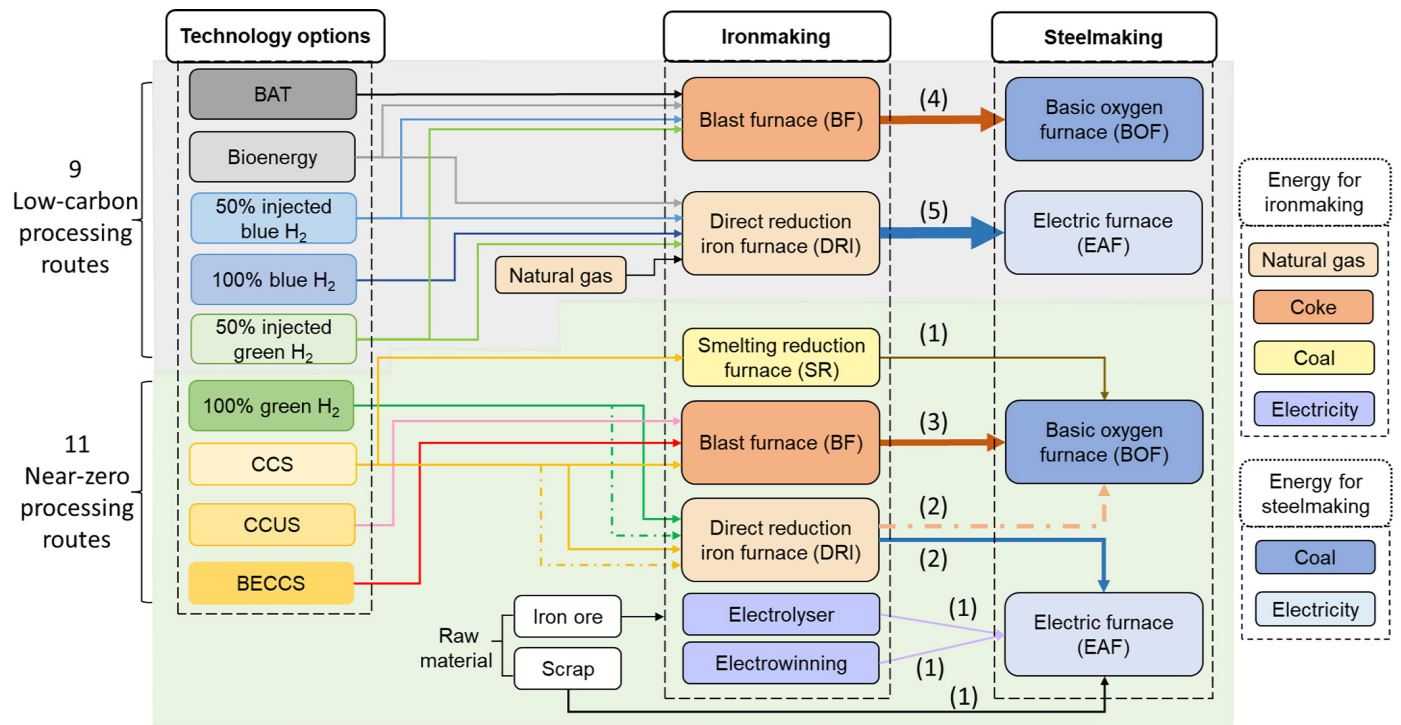 Technology options
Ironmaking
Steelmaking
9
Low-carbon
processing
routes
BAT
Bioenergy
50% injected
blue H₂
100% blue H₂
50% injected
green H₂
Natural gas
Blast furnace (BF)
(4)
Basic oxygen
furnace (BOF)
Direct reduction
iron furnace (DRI)
(5)
Electric furnace
(EAF)
11
Near-zero
processing
routes
100% green H₂
CCS
CCUS
BECCS
Smelting reduction
furnace (SR)
(1)
Blast furnace (BF)
(3)
Basic oxygen
furnace (BOF)
Direct reduction
iron furnace (DRI)
(2)
(2)
Raw
material
Iron ore
Scrap
Electrolyser
(1)
Electrowinning
(1)
(1)
Electric furnace
(EAF)
Energy for
ironmaking
Natural gas
Coke
Coal
Electricity
Energy for
steelmaking
Coal
Electricity